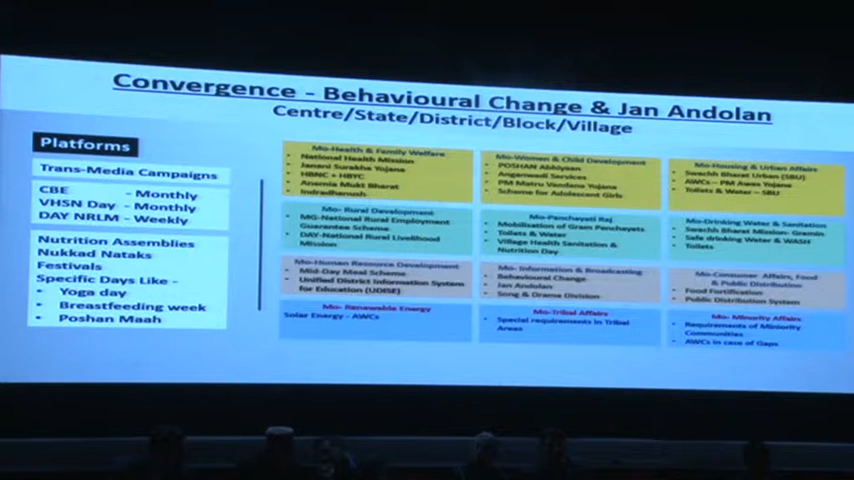 Convergence - Behavioural Change & Jan Andolan
Centre/State/District/Block/Village
Platforms
Trans-Media Campaigns
CBE - Monthly
VHSN Day - Monthly
DAY NRLM - Weekly
Nutrition Assemblies
Nukkad Nataks
Festivals
Specific Days Like -
• Yoga day
• Breastfeeding week
• Poshan Maah
Mo-Health & Family Welfare
• National Health Mission
• Janani Surakha Yojana
• HBNC + HBYC
• Anemia Mukt Bharat
• Indradhanush
Mo-Women & Child Development
• POSHAN Abhiyaan
• Anganwadi Services
• PM Matru Vandana Yojana
• Scheme for Adolescent Girls
Mo-Housing & Urban Affairs
• Swachh Bharat Urban (SBU)
• AWCs - PM Awas Yojane
• Toilets & Water - SBU
Mo- Rural Development
• MG-National Rural Employment
Guarantee Scheme
• DAY-National Rural Livelihood
Mission
Mo-Panchayati Raj
• Mobilisation of Gram Panchayats
• Toilets & Water
• Village Health Sanitation &
Nutrition Day
Mo-Drinking Water & Sanitation
• Swachh Bharat Mission- Gramin
• Safe drinking Water & WASH
• Toilets
Mo-Human Resource Development
• Mid-Day Meal Scheme
• Unified District Information System
for Education (UDISE)
Mo- Information & Broadcasting
• Behavioural Change
• Jan Andolan
• Song & Drama Division
Mo-Consumer Affairs, Food
& Public Distribution
• Food Fortification
• Public Distribution System
Mo- Renewable Energy
Solar Energy - AWCs
Mo-Tribal Affairs
• Special requirements in Tribal
Areas
Mo- Minority Affairs
• Requirements of Miniority
Communities
• AWCs in case of Gaps